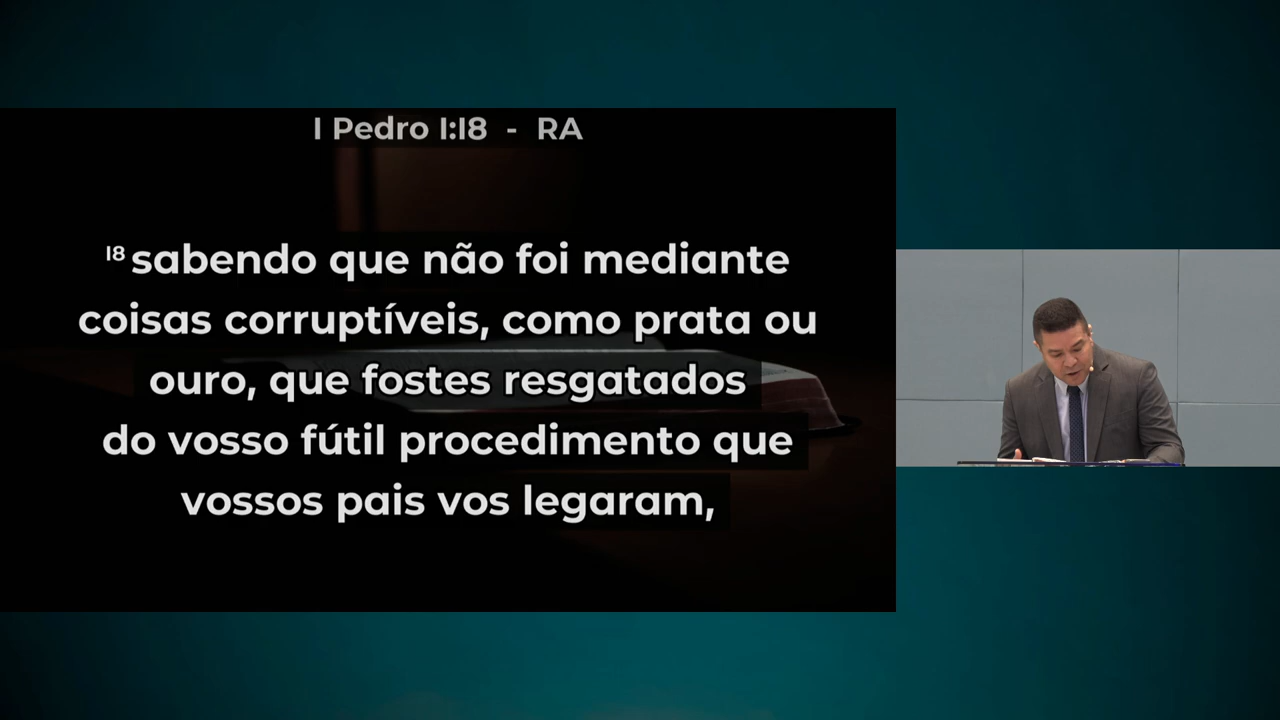 I Pedro 1:18 - RA
18 sabendo que não foi mediante
coisas corruptíveis, como prata ou
ouro, que fostes resgatados
do vosso fútil procedimento que
vossos pais vos legaram,